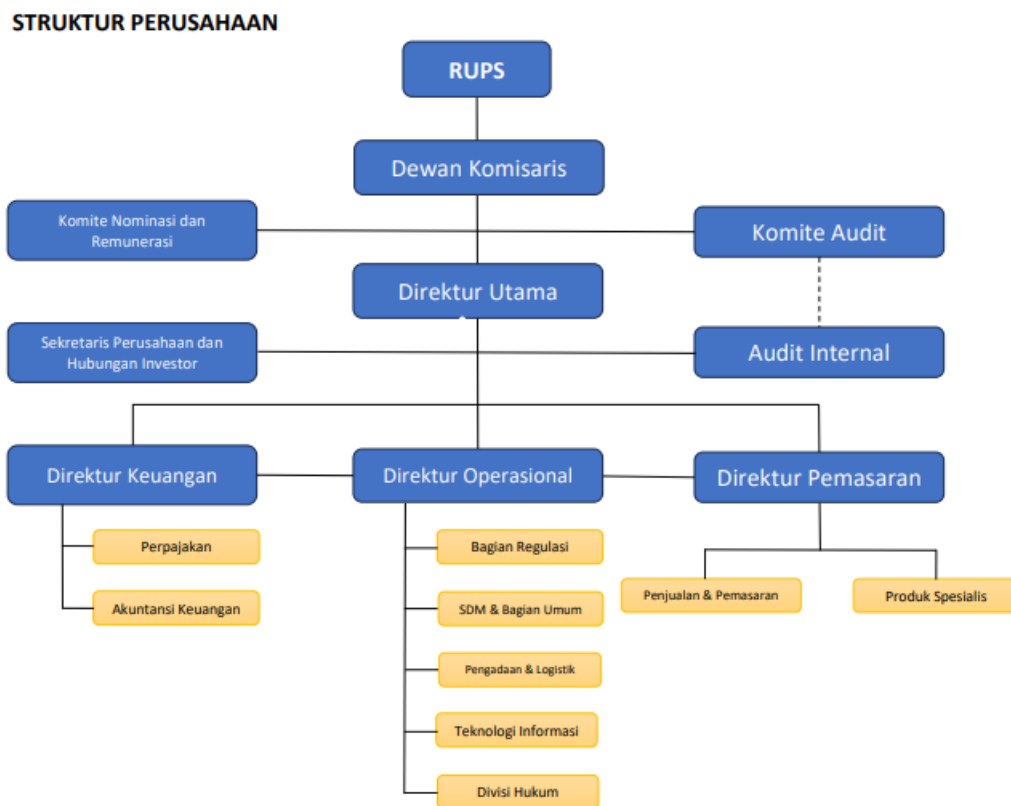 STRUKTUR PERUSAHAAN
RUPS
Dewan Komisaris
Komite Nominasi dan
Remunerasi
Komite Audit
Direktur Utama
Sekretaris Perusahaan dan
Hubungan Investor
Audit Internal
Direktur Keuangan
Direktur Operasional
Direktur Pemasaran
Perpajakan
Akuntansi Keuangan
Bagian Regulasi
SDM & Bagian Umum
Pengadaan & Logistik
Teknologi Informasi
Divisi Hukum
Penjualan & Pemasaran
Produk Spesialis